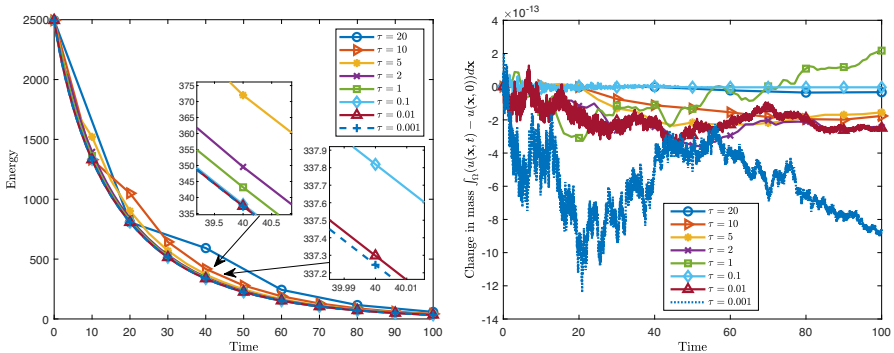 2500
2000
1500
1000
500
0
Energy
0 10 20 30 40 50 60 70 80 90 100
Time
τ = 20
τ = 10
τ = 5
τ = 2
τ = 1
τ = 0.1
τ = 0.01
τ = 0.001
375
370
365
360
355
350
345
340
335
39.5 40 40.5
337.9
337.8
337.7
337.6
337.5
337.4
337.3
337.2
39.99 40 40.01
×10⁻¹³
4
2
0
-2
-4
-6
-8
-10
-12
-14
Change in mass ∫_Ω(u(x, t) − u(x, 0))dx
0 20 40 60 80 100
Time
τ = 20
τ = 10
τ = 5
τ = 2
τ = 1
τ = 0.1
τ = 0.01
τ = 0.001